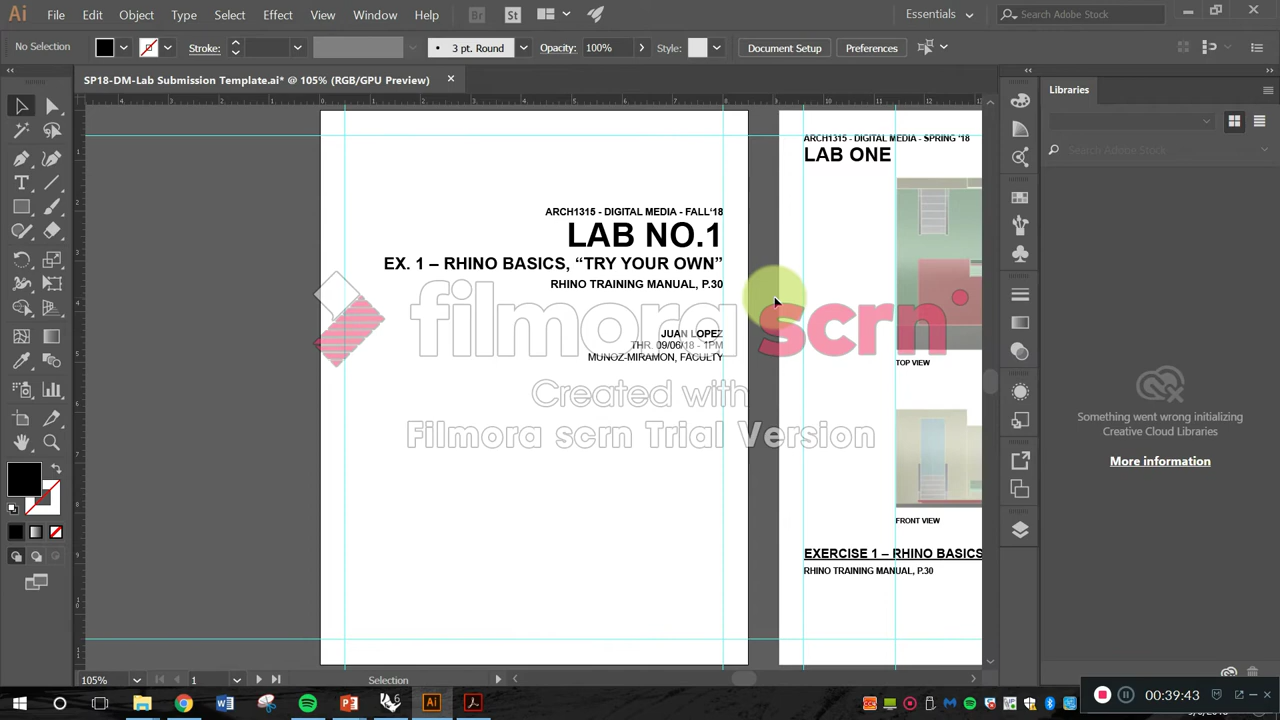 Ai File Edit Object Type Select Effect View Window Help Br St Essentials Search Adobe Stock
No Selection Stroke: 3 pt. Round Opacity: 100% Style: Document Setup Preferences
SP18-DM-Lab Submission Template.ai* @ 105% (RGB/GPU Preview)
Libraries
Search Adobe Stock
ARCH1315 - DIGITAL MEDIA - FALL‘18
LAB NO.1
EX. 1 – RHINO BASICS, “TRY YOUR OWN”
RHINO TRAINING MANUAL, P.30
JUAN LOPEZ
THR. 09/06/18 - 1PM
MUNOZ-MIRAMON, FACULTY
ARCH1315 - DIGITAL MEDIA - SPRING ‘18
LAB ONE
TOP VIEW
FRONT VIEW
EXERCISE 1 – RHINO BASICS
RHINO TRAINING MANUAL, P.30
filmora scrn
Created with
Filmora scrn Trial Version
Something went wrong initializing
Creative Cloud Libraries
More information
105% 1 Selection
00:39:43